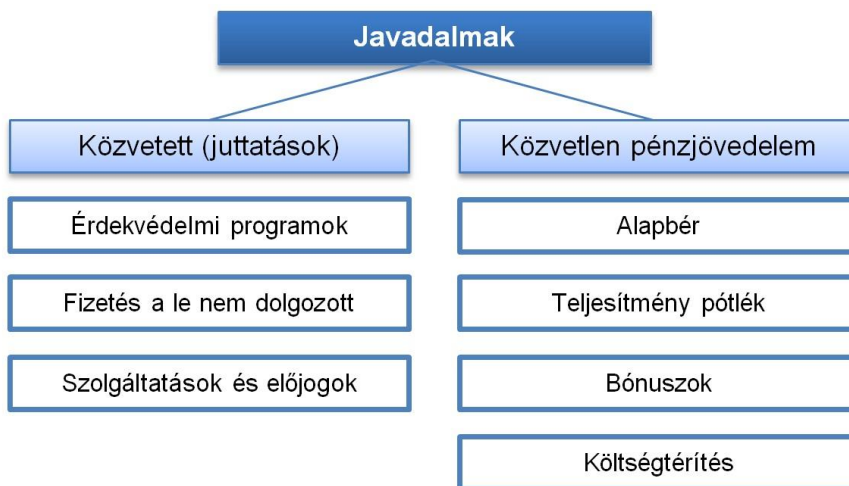 Javadalmak
Közvetett (juttatások)
Érdekvédelmi programok
Fizetés a le nem dolgozott
Szolgáltatások és előjogok
Közvetlen pénzjövedelem
Alapbér
Teljesítmény pótlék
Bónuszok
Költségtérítés